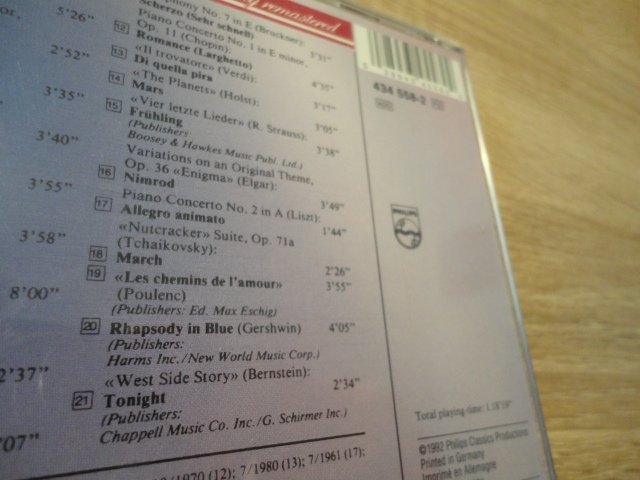 remastered
5'26"
2'52"
3'35"
3'40"
3'55"
3'58"
8'00"
2'37"
'07"
Symphony No. 7 in E (Bruckner):
Scherzo (Sehr schnell) 3'51"
12 Piano Concerto No. 1 in E minor,
Op. 11 (Chopin):
Romance (Larghetto) 4'35"
13 «Il trovatore» (Verdi):
Di quella pira 3'17"
14 «The Planets» (Holst):
Mars 3'05"
15 «Vier letzte Lieder» (R. Strauss):
Frühling 3'38"
(Publishers:
Boosey & Hawkes Music Publ. Ltd.)
Variations on an Original Theme,
Op. 36 «Enigma» (Elgar):
16 Nimrod 3'49"
Piano Concerto No. 2 in A (Liszt):
17 Allegro animato 1'44"
«Nutcracker» Suite, Op. 71a
(Tchaikovsky):
18 March 2'26"
19 «Les chemins de l'amour» 3'55"
(Poulenc)
(Publishers: Ed. Max Eschig)
20 Rhapsody in Blue (Gershwin) 4'05"
(Publishers:
Harms Inc./New World Music Corp.)
«West Side Story» (Bernstein):
21 Tonight 2'34"
(Publishers:
Chappell Music Co. Inc./G. Schirmer Inc.)
/1970 (12); 7/1980 (13); 7/1961 (17);
434 558-2
PHILIPS
Total playing-time: 1.18'19"
©1992 Philips Classics Productions
Printed in Germany
Imprimé en Allemagne